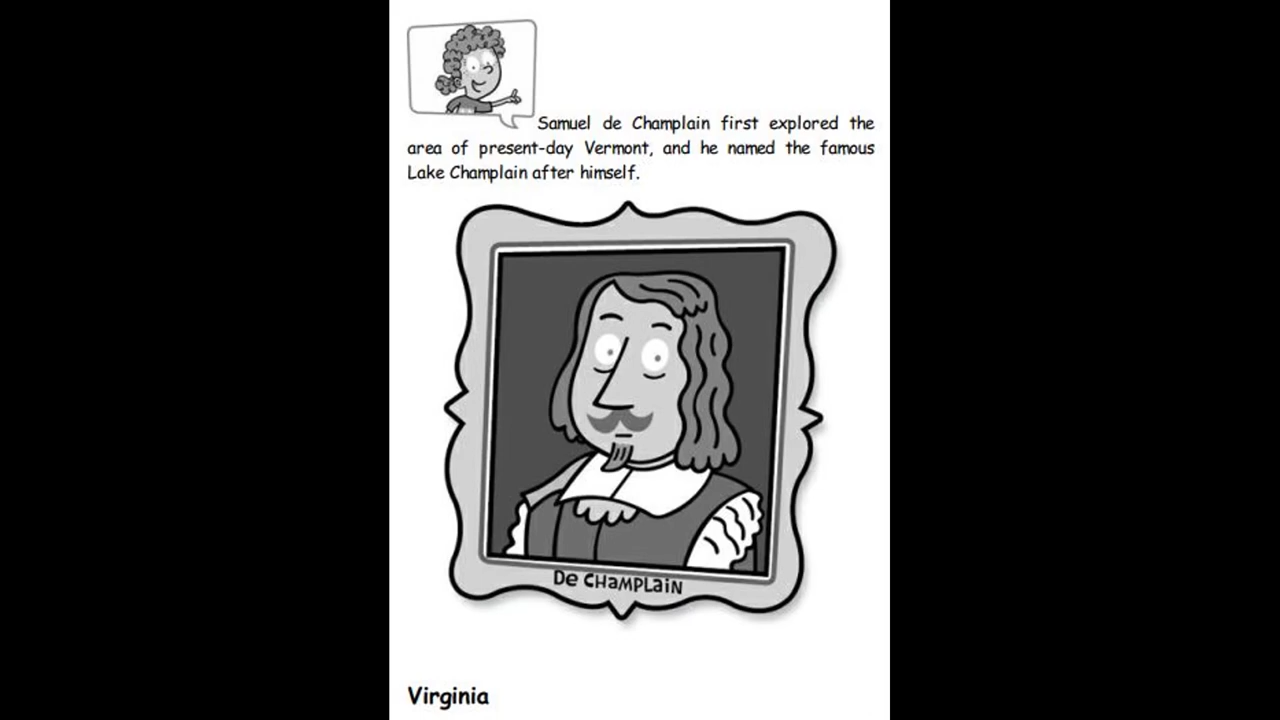 Samuel de Champlain first explored the
area of present-day Vermont, and he named the famous
Lake Champlain after himself.
De CHaMPLaiN
Virginia